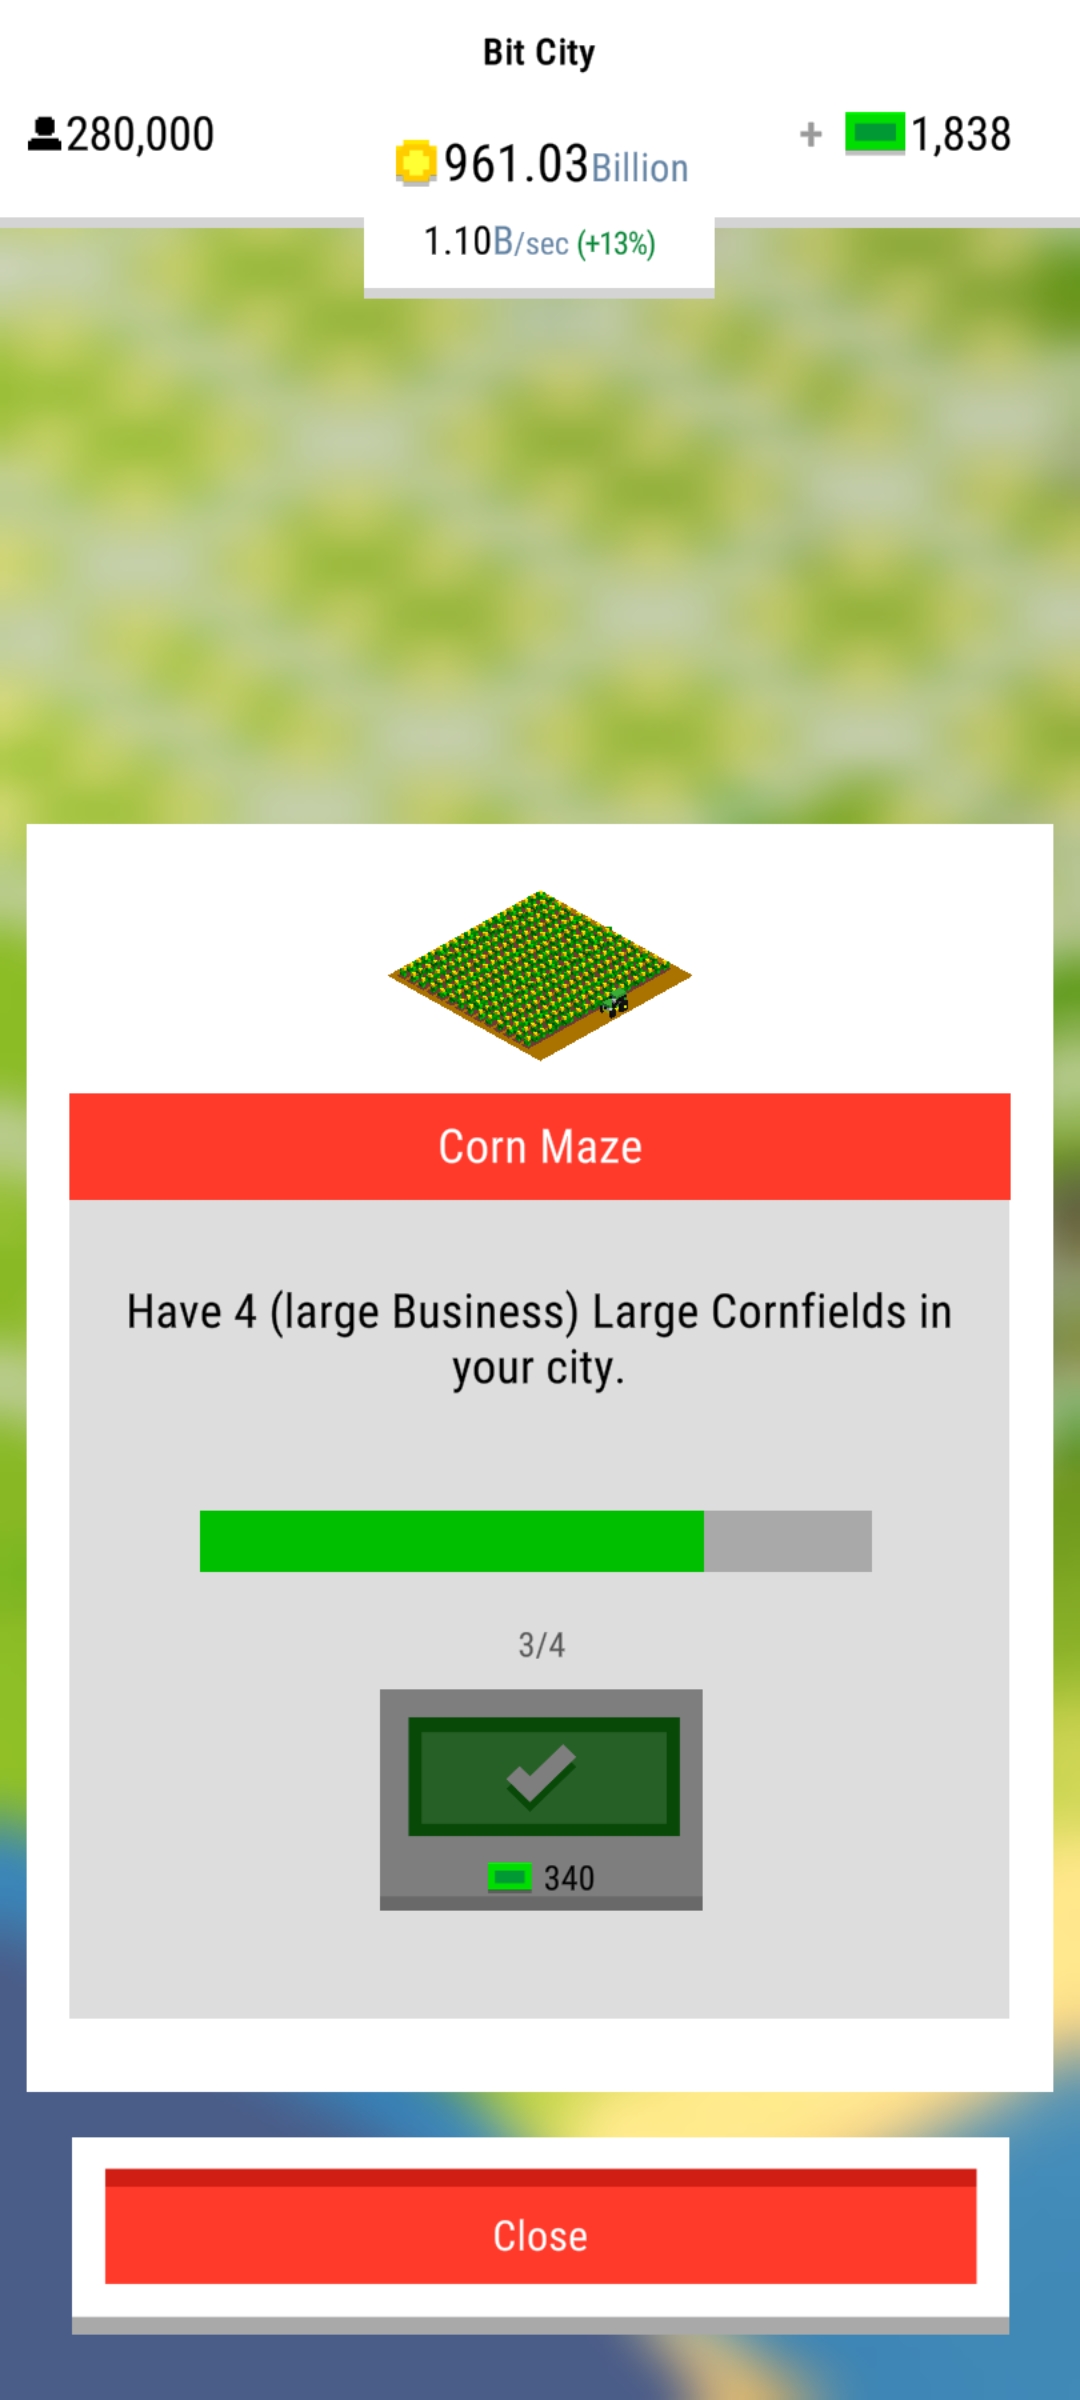 Bit City
280,000
+ 1,838
961.03Billion
1.10B/sec (+13%)
Corn Maze
Have 4 (large Business) Large Cornfields in
your city.
3/4
340
Close